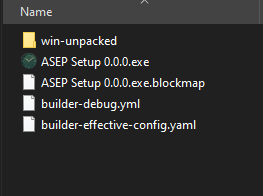 Name
win-unpacked
ASEP Setup 0.0.0.exe
ASEP Setup 0.0.0.exe.blockmap
builder-debug.yml
builder-effective-config.yaml